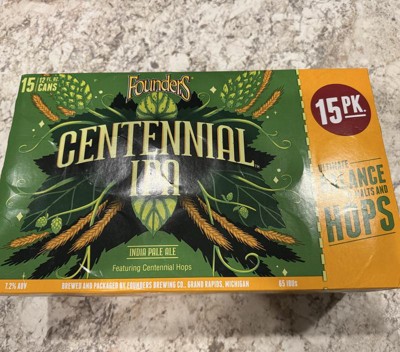 15 12 FL. OZ. CANS
FOUNDERS
15 PK.
CENTENNIAL
IPA
ULTIMATE
MALTS AND
HOPS
INDIA PALE ALE
Featuring Centennial Hops
7.2% ABV BREWED AND PACKAGED BY FOUNDERS BREWING CO., GRAND RAPIDS, MICHIGAN 65 IBUs